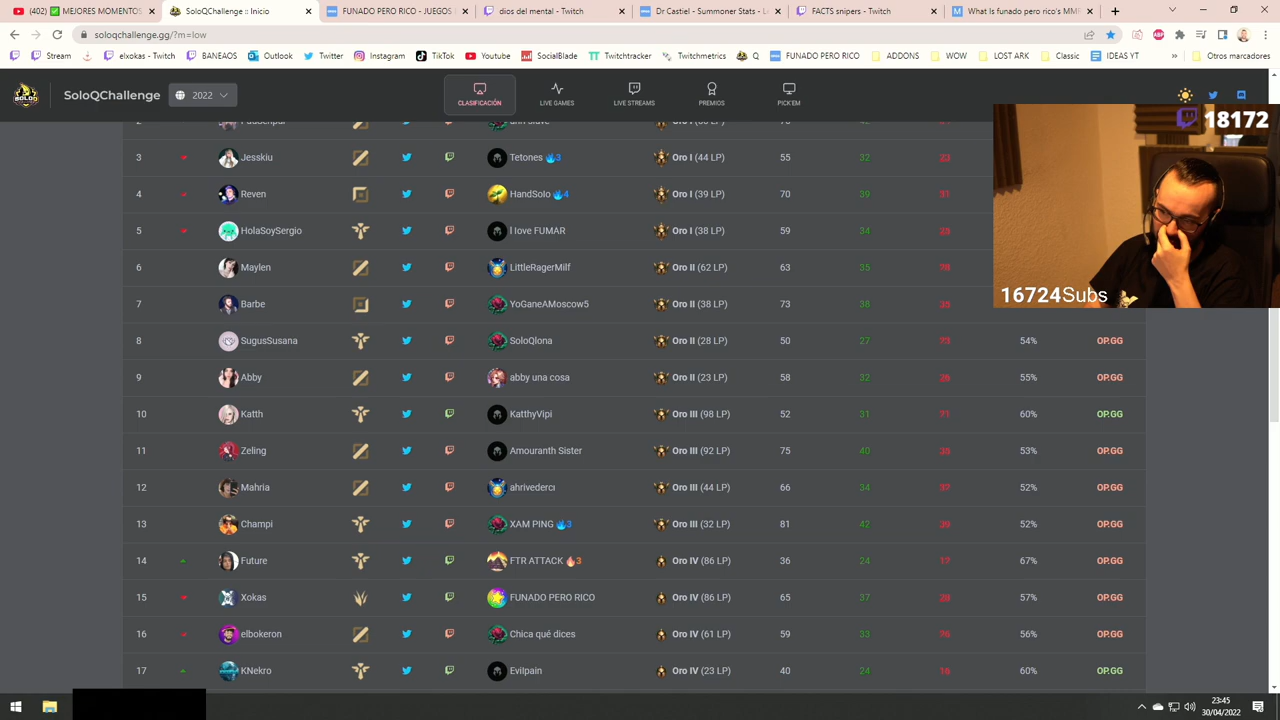 (402) ✅ MEJORES MOMENTOS
SoloQChallenge :: Clasificación
FUNADO PERO RICO - JUEGOS
dios del momentos - Twitch
Dr Castiel - Summoner Stats - L
FACTS snipers - Twitch
What is funado pero rico's MMR
soloqchallenge.gg/?m=low
Stream
elxokas - Twitch
BANEAOS
Outlook
Twitter
Instagram
TikTok
Youtube
SocialBlade
Twitchtracker
Twitchmetrics
Q
FUNADO PERO RICO
ADDONS
WOW
LOST ARK
Classic
IDEAS YT
Otros marcadores
SoloQChallenge
2022
CLASIFICACIÓN
LIVE GAMES
LIVE STREAMS
PREMIOS
PICK'EM
18172
3 Jesskiu Tetones 3 Oro I (44 LP) 55 32 23
4 Reven HandSolo 4 Oro I (39 LP) 70 39 31
5 HolaSoySergio I love FUMAR Oro I (38 LP) 59 34 25
6 Maylen LittleRagerMilf Oro II (62 LP) 63 35 28
7 Barbe YoGaneAMoscow5 Oro II (38 LP) 73 38 35
16724Subs
8 SugusSusana SoloQlona Oro II (28 LP) 50 27 23 54% OP.GG
9 Abby abby una cosa Oro II (23 LP) 58 32 26 55% OP.GG
10 Katth KatthyVipi Oro III (98 LP) 52 31 21 60% OP.GG
11 Zeling Amouranth Sister Oro III (92 LP) 75 40 35 53% OP.GG
12 Mahria ahrivederci Oro III (44 LP) 66 34 32 52% OP.GG
13 Champi XAM PING 3 Oro III (32 LP) 81 42 39 52% OP.GG
14 Future FTR ATTACK 3 Oro IV (86 LP) 36 24 12 67% OP.GG
15 Xokas FUNADO PERO RICO Oro IV (86 LP) 65 37 28 57% OP.GG
16 elbokeron Chica qué dices Oro IV (61 LP) 59 33 26 56% OP.GG
17 KNekro Evilpain Oro IV (23 LP) 40 24 16 60% OP.GG
23:45
30/04/2022